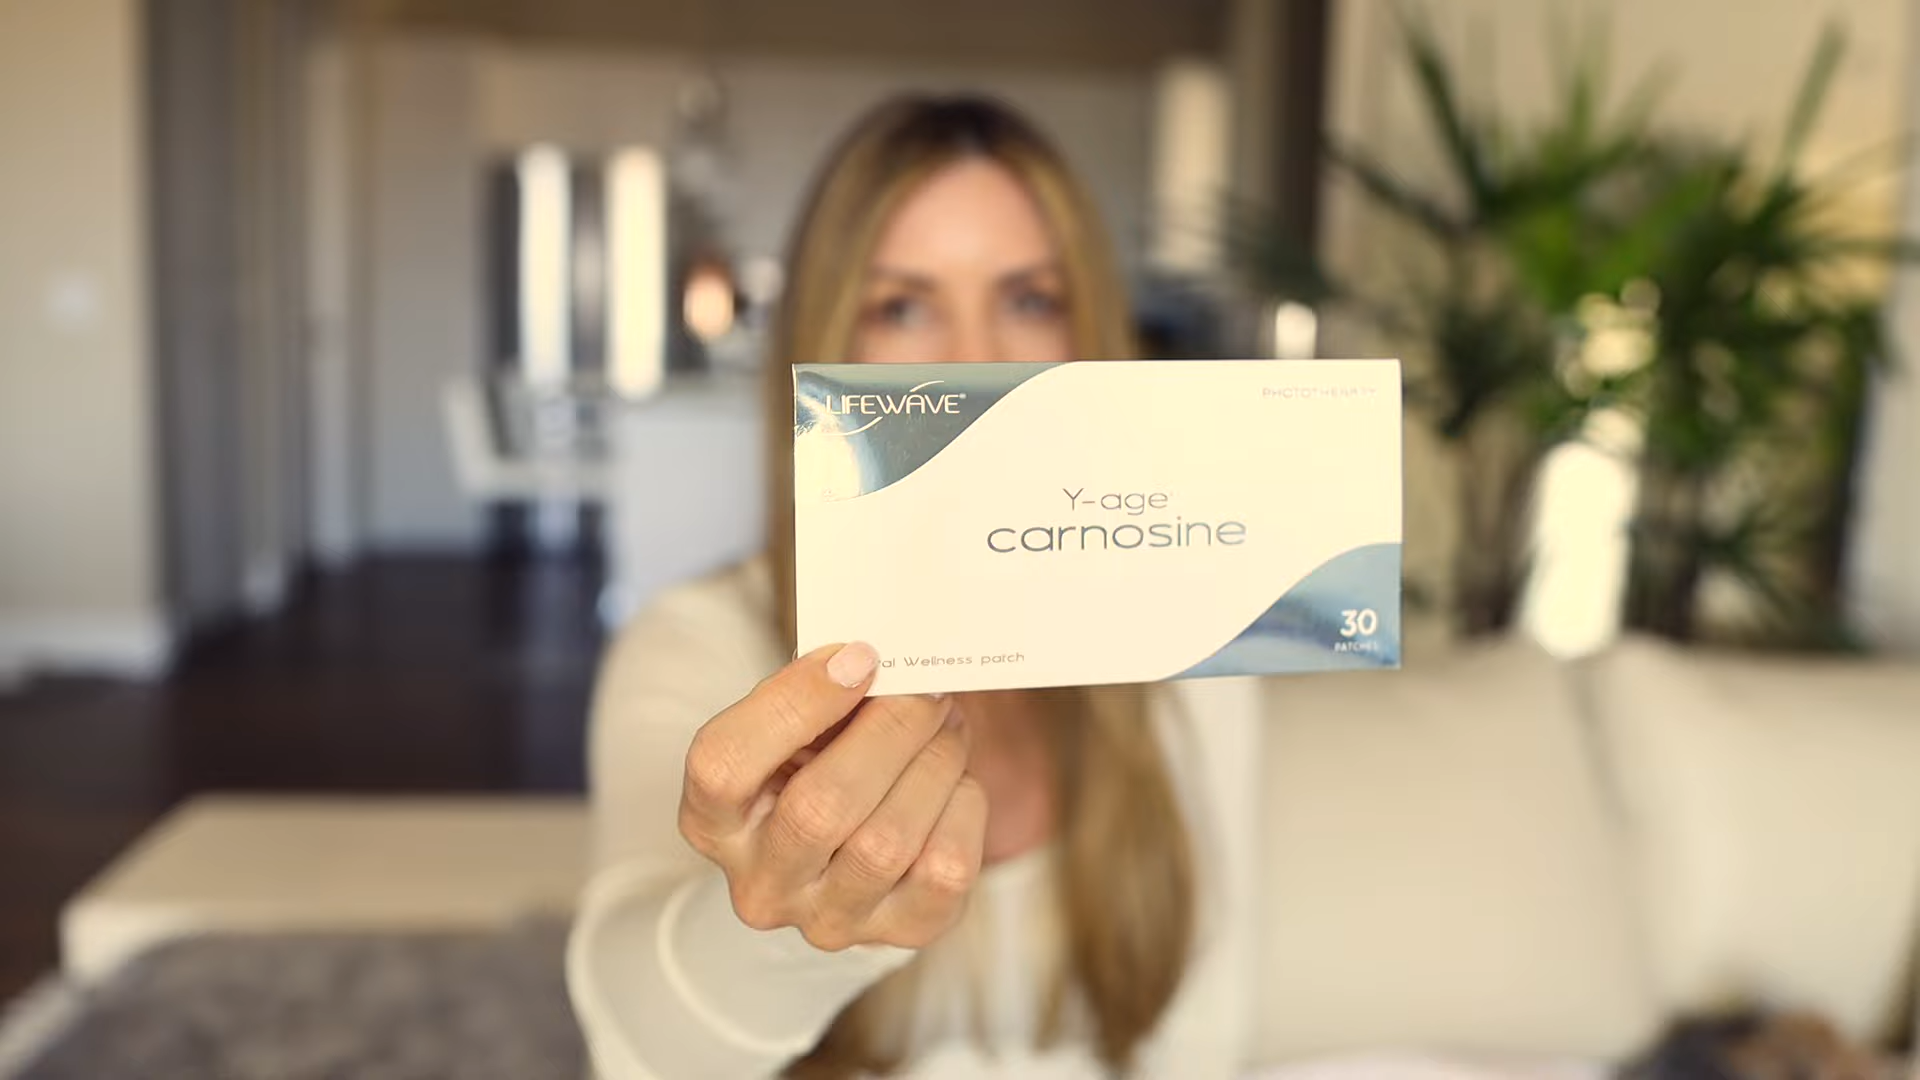 LIFEWAVE®
PHOTOTHERAPY
Y-age
carnosine
30
PATCHES
Wellness patch